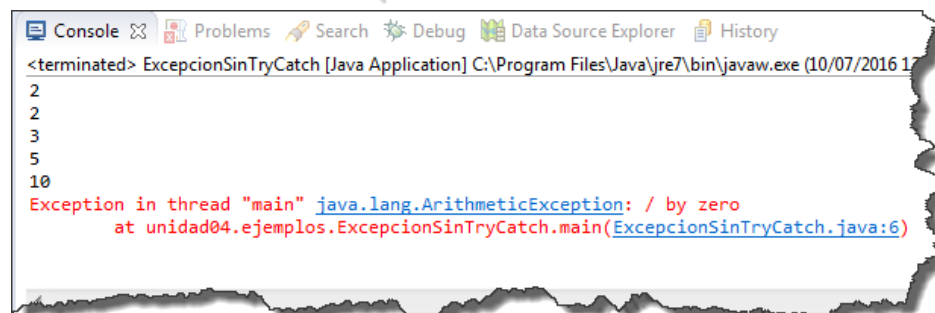 Console Problems Search Debug Data Source Explorer History
<terminated> ExcepcionSinTryCatch [Java Application] C:\Program Files\Java\jre7\bin\javaw.exe (10/07/2016
2
2
3
5
10
Exception in thread "main" java.lang.ArithmeticException: / by zero
at unidad04.ejemplos.ExcepcionSinTryCatch.main(ExcepcionSinTryCatch.java:6)